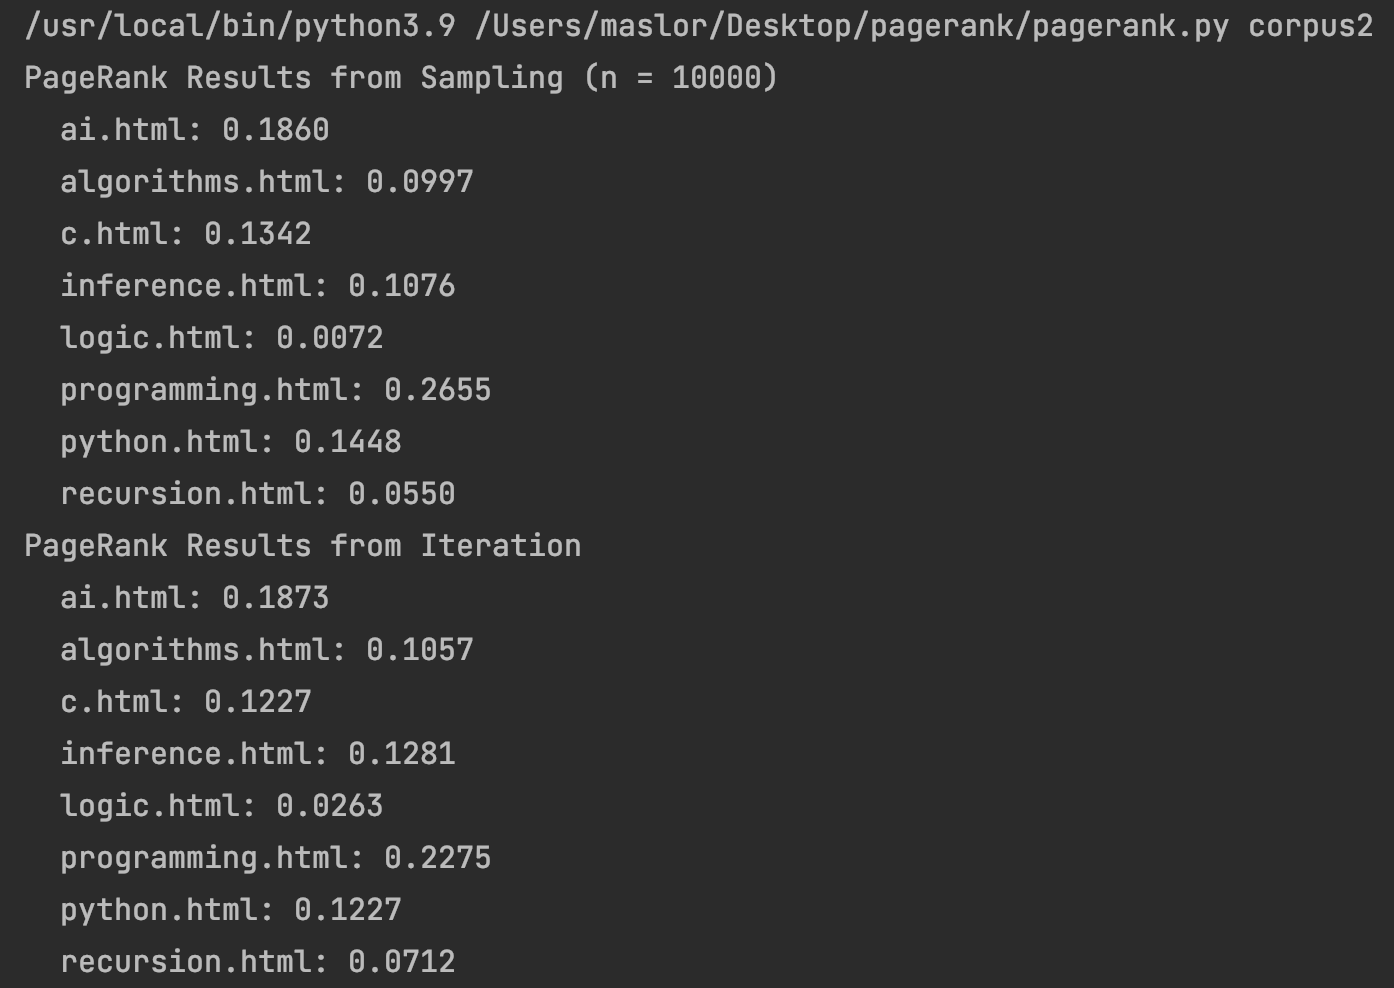 /usr/local/bin/python3.9 /Users/maslor/Desktop/pagerank/pagerank.py corpus2
PageRank Results from Sampling (n = 10000)
  ai.html: 0.1860
  algorithms.html: 0.0997
  c.html: 0.1342
  inference.html: 0.1076
  logic.html: 0.0072
  programming.html: 0.2655
  python.html: 0.1448
  recursion.html: 0.0550
PageRank Results from Iteration
  ai.html: 0.1873
  algorithms.html: 0.1057
  c.html: 0.1227
  inference.html: 0.1281
  logic.html: 0.0263
  programming.html: 0.2275
  python.html: 0.1227
  recursion.html: 0.0712